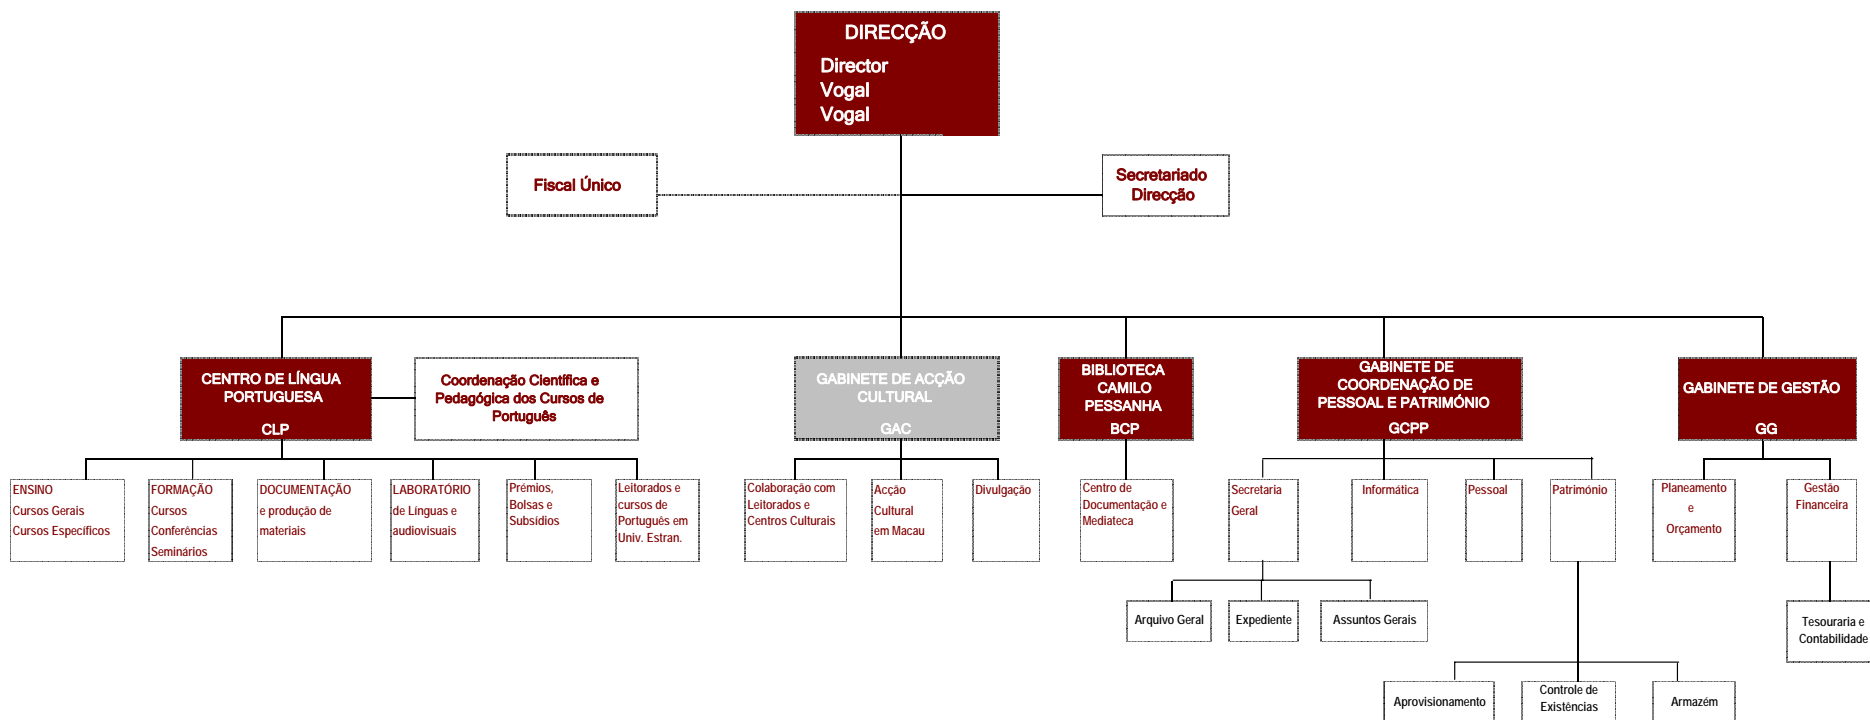 DIRECÇÃO
Director
Vogal
Vogal
Fiscal Único
Secretariado
Direcção
CENTRO DE LÍNGUA
PORTUGUESA
CLP
Coordenação Científica e
Pedagógica dos Cursos de
Português
GABINETE DE ACÇÃO
CULTURAL
GAC
BIBLIOTECA
CAMILO
PESSANHA
BCP
GABINETE DE
COORDENAÇÃO DE
PESSOAL E PATRIMÓNIO
GCPP
GABINETE DE GESTÃO
GG
ENSINO
Cursos Gerais
Cursos Específicos
FORMAÇÃO
Cursos
Conferências
Seminários
DOCUMENTAÇÃO
e produção de
materiais
LABORATÓRIO
de Línguas e
audiovisuais
Prémios,
Bolsas e
Subsídios
Leitorados e
cursos de
Português em
Univ. Estran.
Colaboração com
Leitorados e
Centros Culturais
Acção
Cultural
em Macau
Divulgação
Centro de
Documentação e
Mediateca
Secretaria
Geral
Informática
Pessoal
Património
Planeamento
e
Orçamento
Gestão
Financeira
Arquivo Geral
Expediente
Assuntos Gerais
Tesouraria e
Contabilidade
Aprovisionamento
Controle de
Existências
Armazém